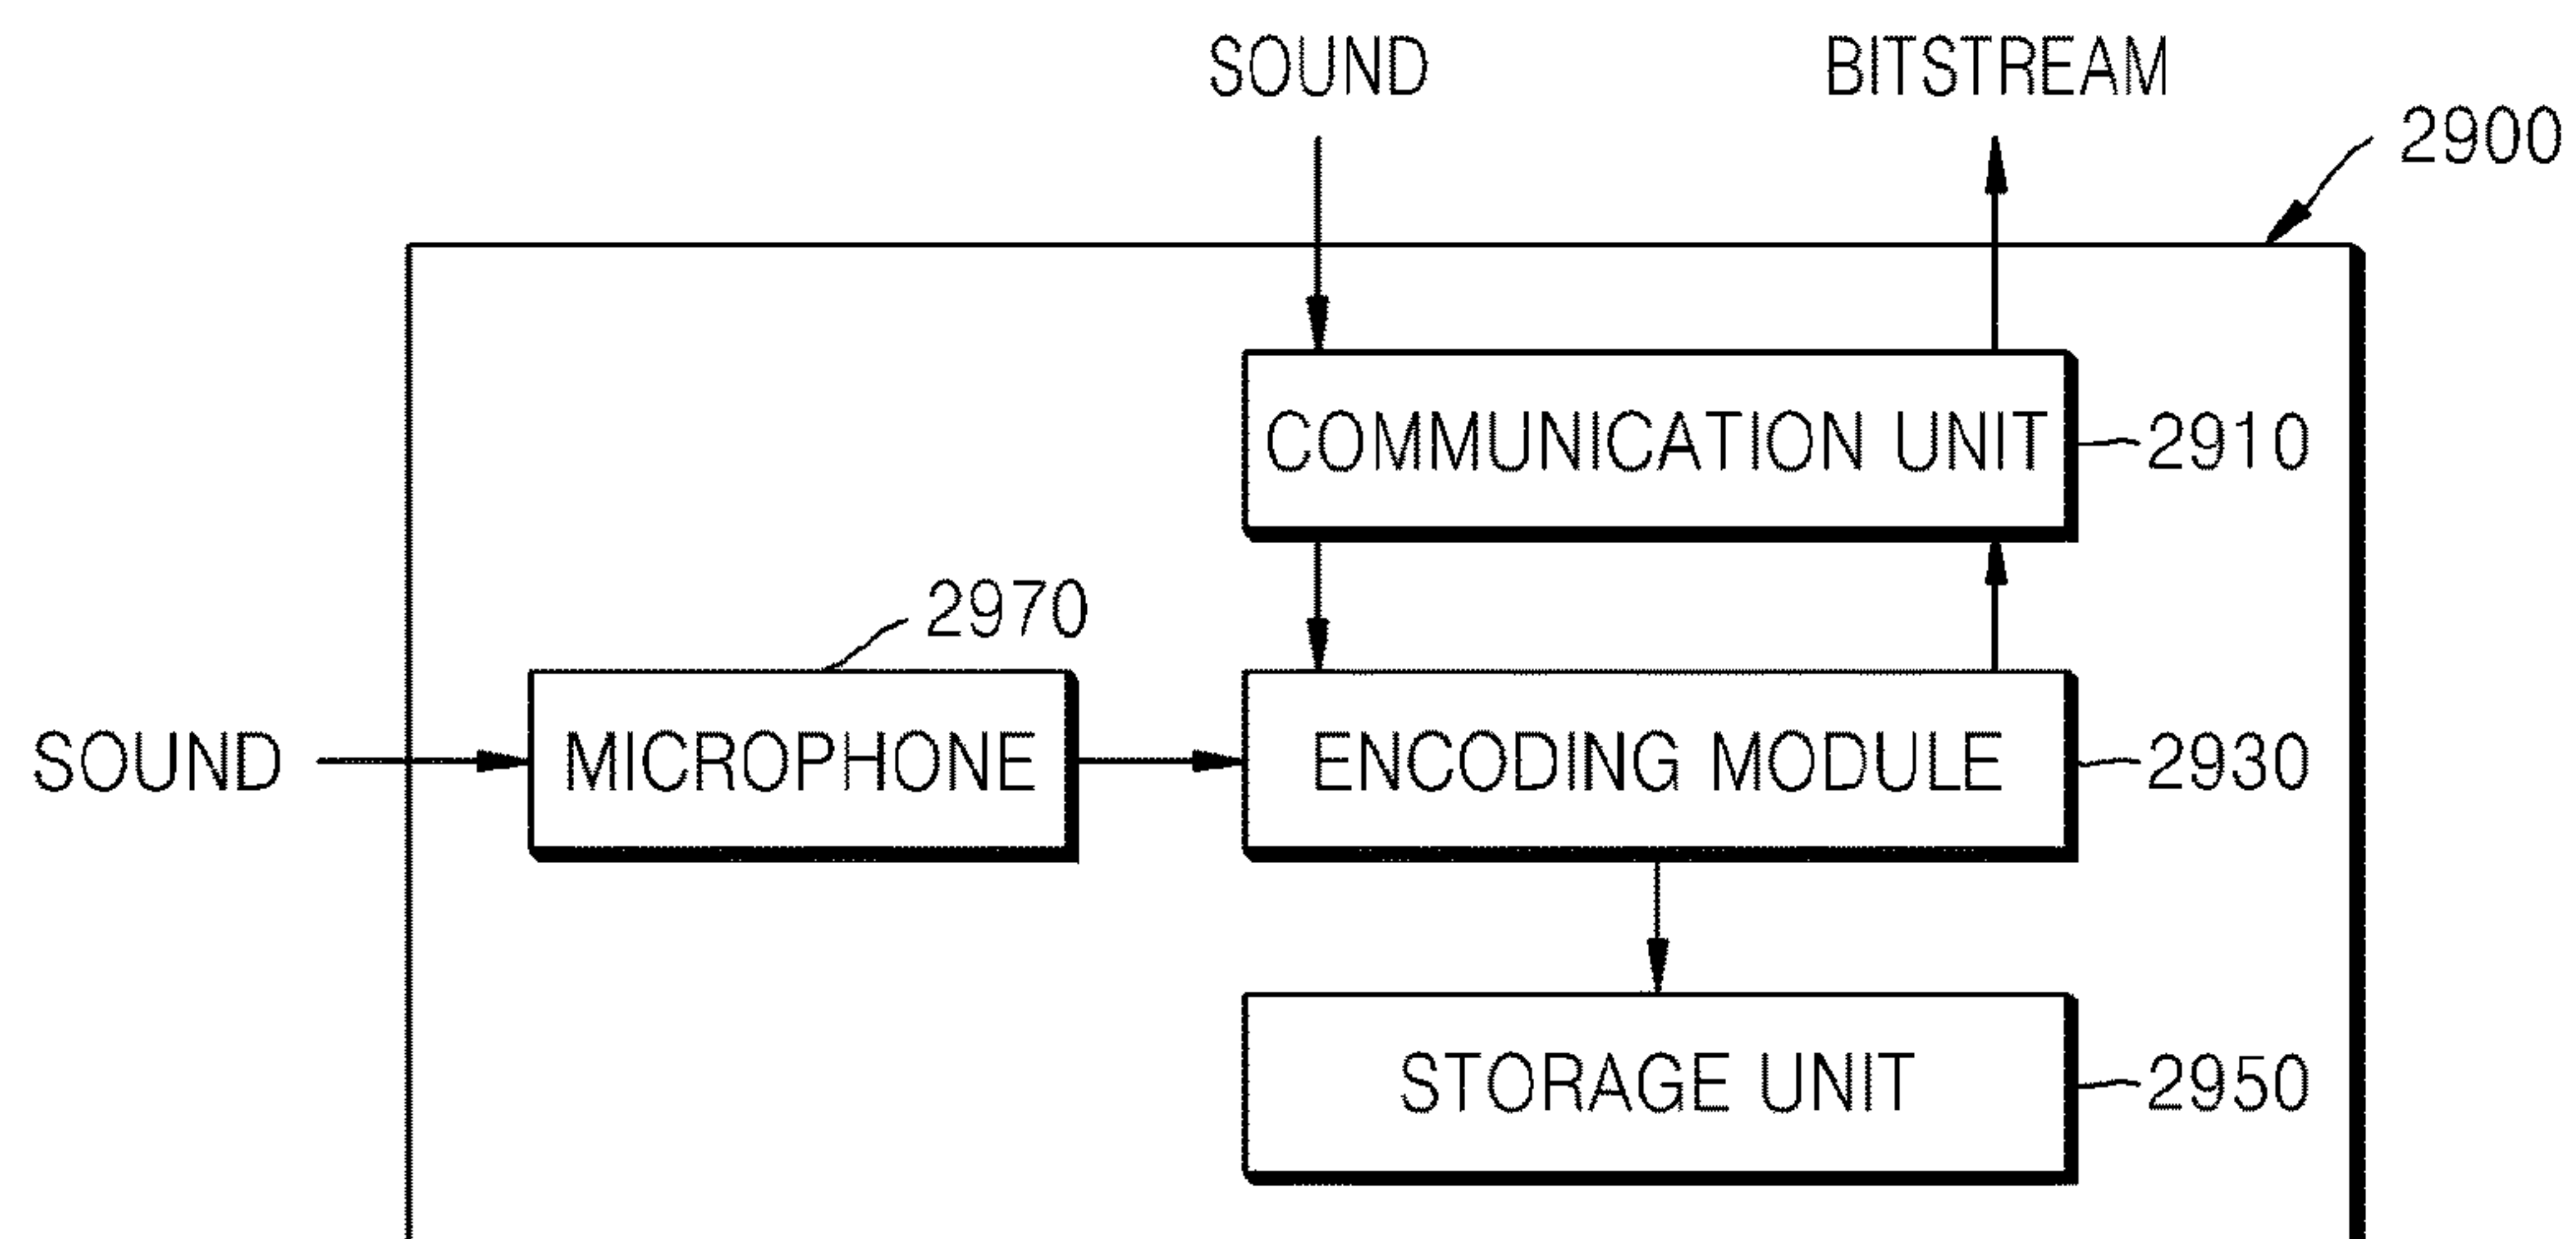 SOUND
BITSTREAM
2900
COMMUNICATION UNIT
2910
2970
SOUND
MICROPHONE
ENCODING MODULE
2930
STORAGE UNIT
2950